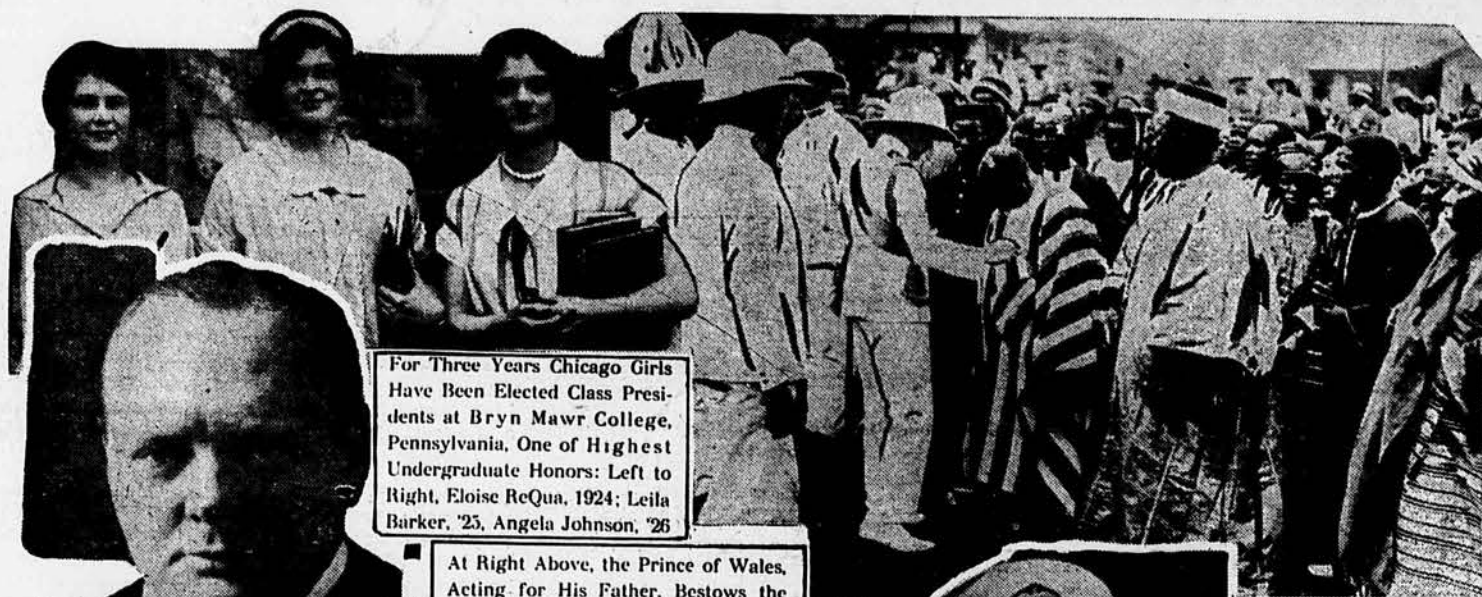 For Three Years Chicago Girls
Have Been Elected Class Presi-
dents at Bryn Mawr College,
Pennsylvania, One of Highest
Undergraduate Honors: Left to
Right, Eloise ReQua, 1924; Leila
Barker, '25, Angela Johnson, '26
At Right Above, the Prince of Wales,
Acting for His Father, Bestows the